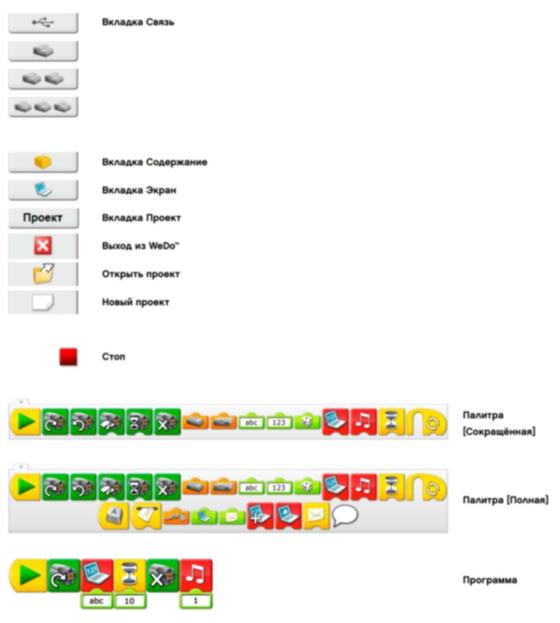 Вкладка Связь
Вкладка Содержание
Вкладка Экран
Проект Вкладка Проект
Выход из WeDo™
Открыть проект
Новый проект
Стоп
abc 123
Палитра
[Сокращённая]
abc 123
Палитра [Полная]
Программа
abc 10 1